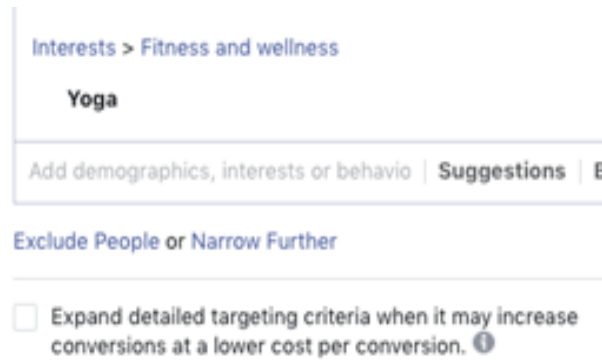 Interests > Fitness and wellness
Yoga
Add demographics, interests or behavio | Suggestions |
Exclude People or Narrow Further
Expand detailed targeting criteria when it may increase
conversions at a lower cost per conversion.